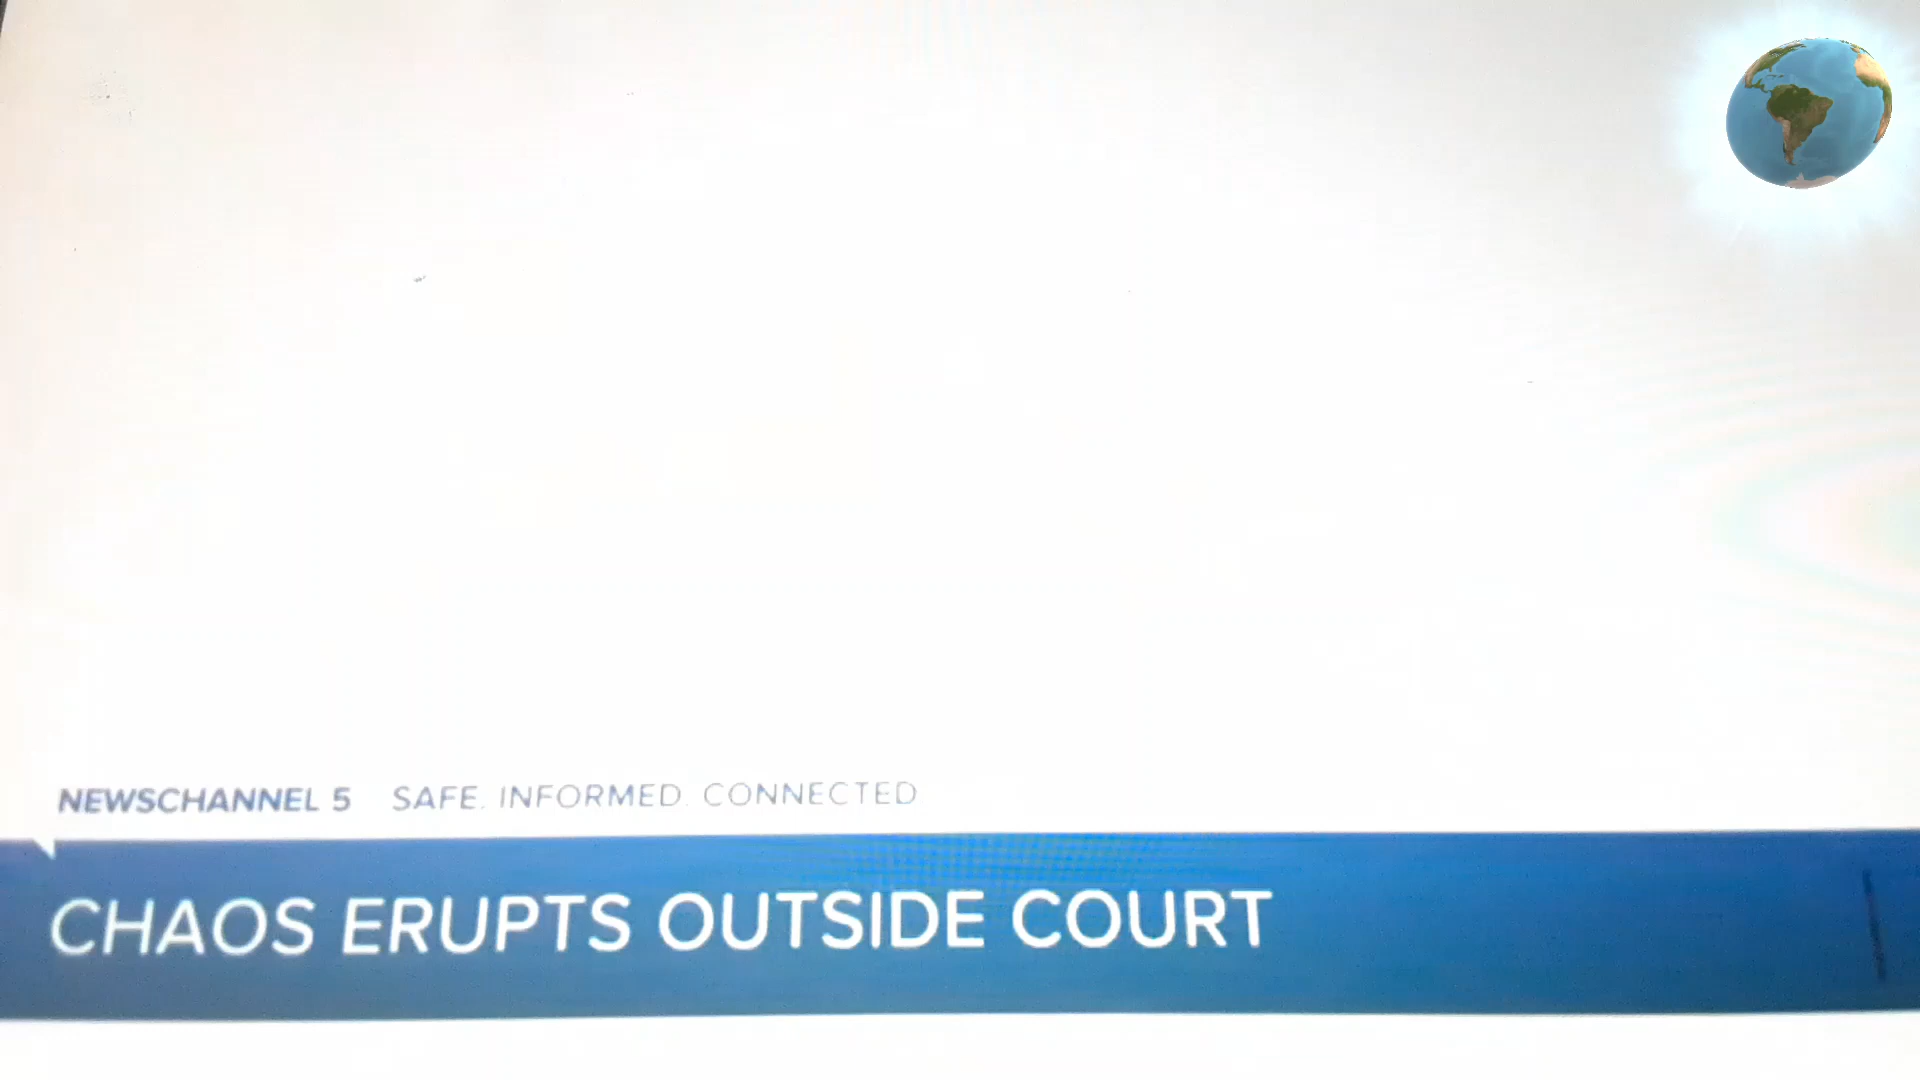 NEWSCHANNEL 5 SAFE. INFORMED. CONNECTED
CHAOS ERUPTS OUTSIDE COURT